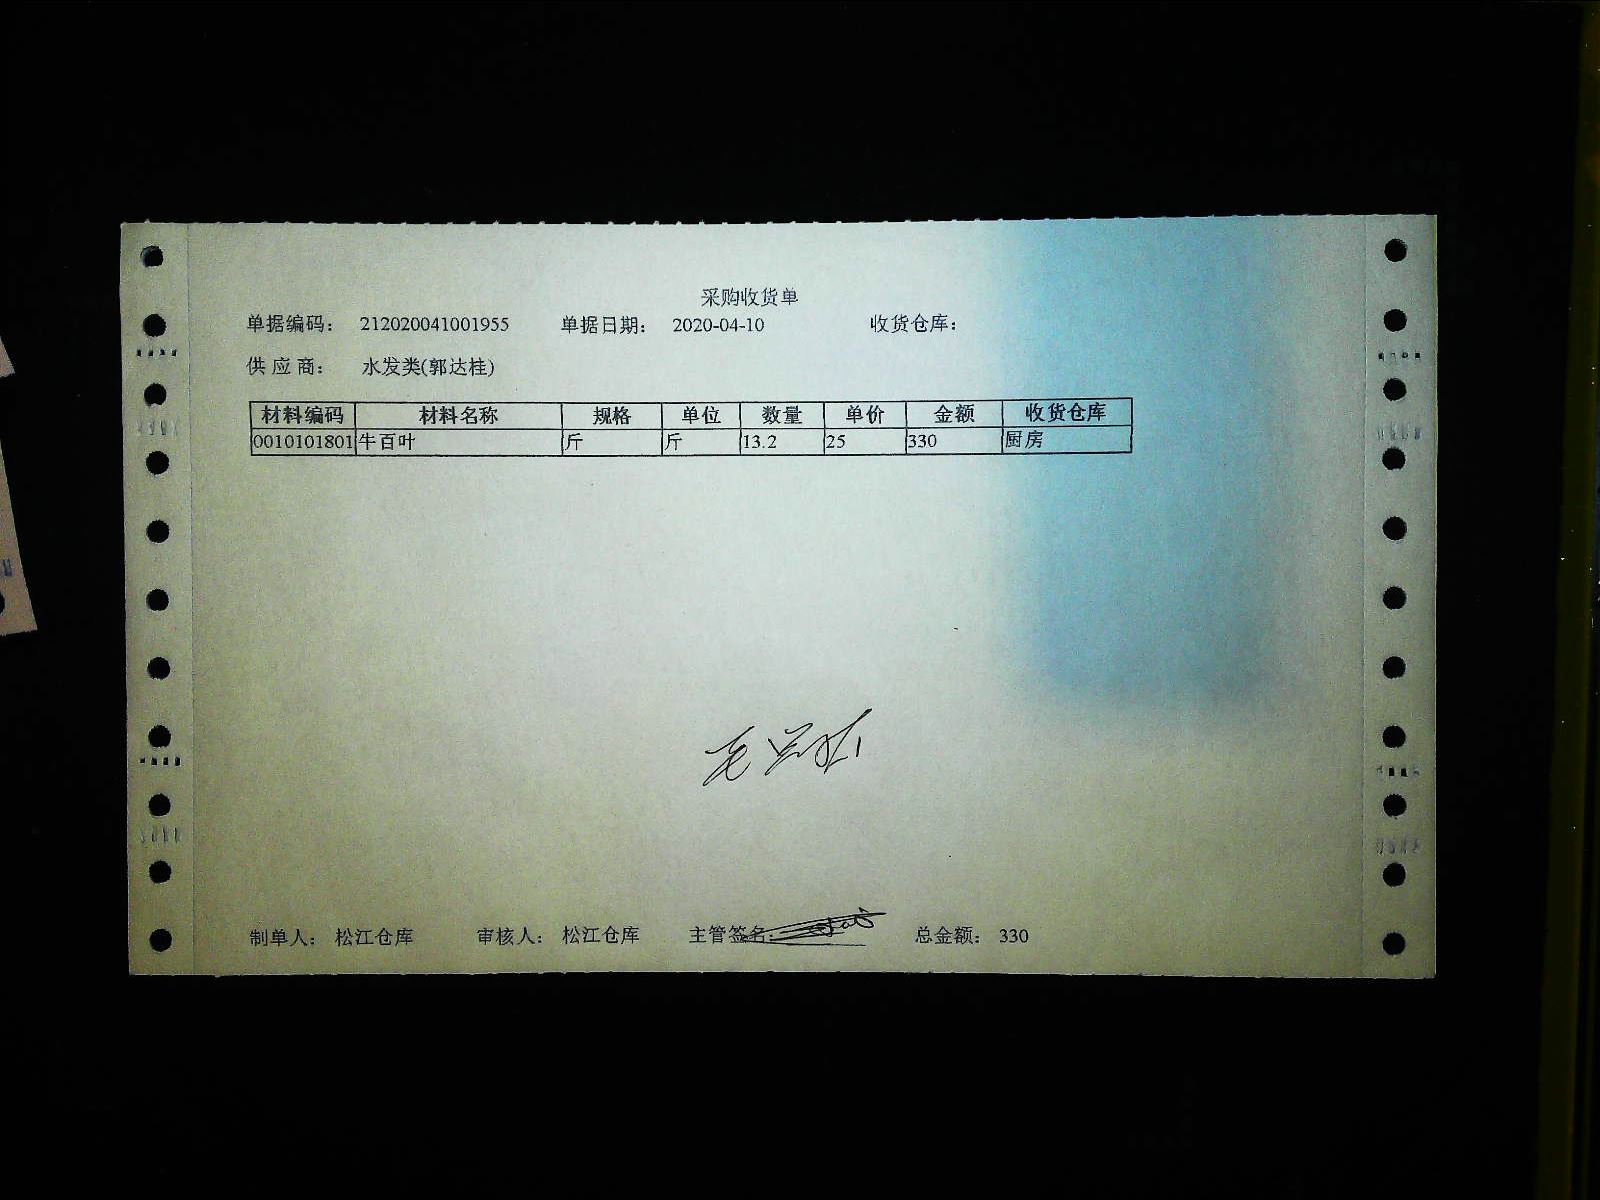 采购收货单
单据编码： 212020041001955 单据日期： 2020-04-10 收货仓库：
供 应 商： 水发类(郭达桂)
材料编码 材料名称 规格 单位 数量 单价 金额 收货仓库
0010101801 牛百叶 斤 斤 13.2 25 330 厨房
制单人： 松江仓库 审核人： 松江仓库 主管签名: 总金额： 330